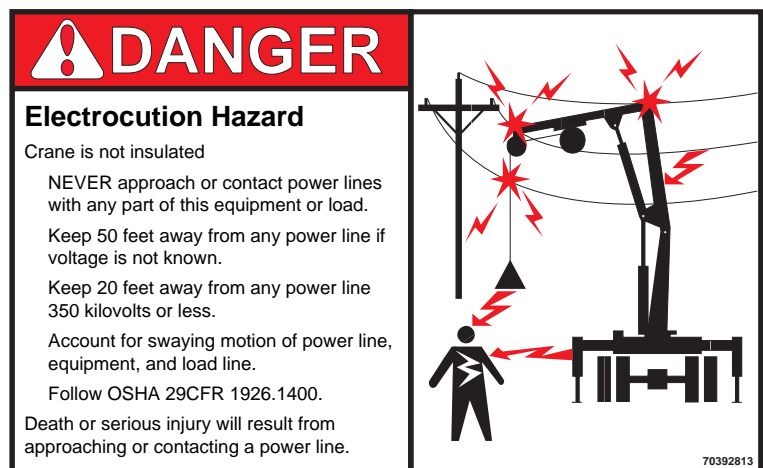 DANGER
Electrocution Hazard
Crane is not insulated
NEVER approach or contact power lines
with any part of this equipment or load.
Keep 50 feet away from any power line if
voltage is not known.
Keep 20 feet away from any power line
350 kilovolts or less.
Account for swaying motion of power line,
equipment, and load line.
Follow OSHA 29CFR 1926.1400.
Death or serious injury will result from
approaching or contacting a power line.
70392813